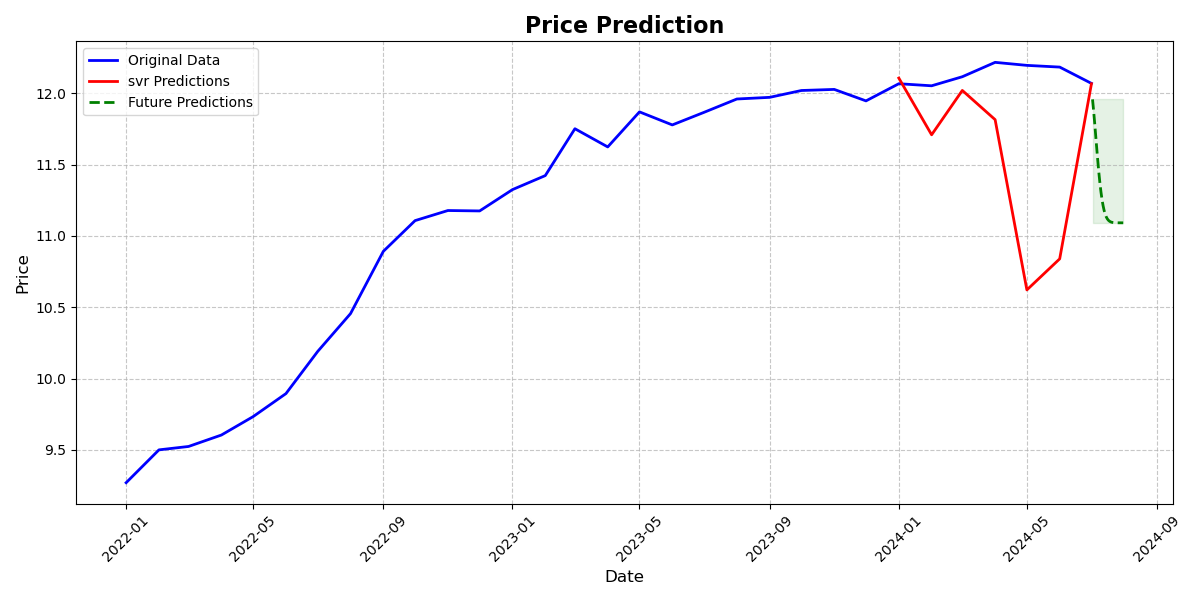 Price Prediction
Original Data
svr Predictions
Future Predictions
Price
12.0
11.5
11.0
10.5
10.0
9.5
2022-01
2022-05
2022-09
2023-01
2023-05
2023-09
2024-01
2024-05
2024-09
Date